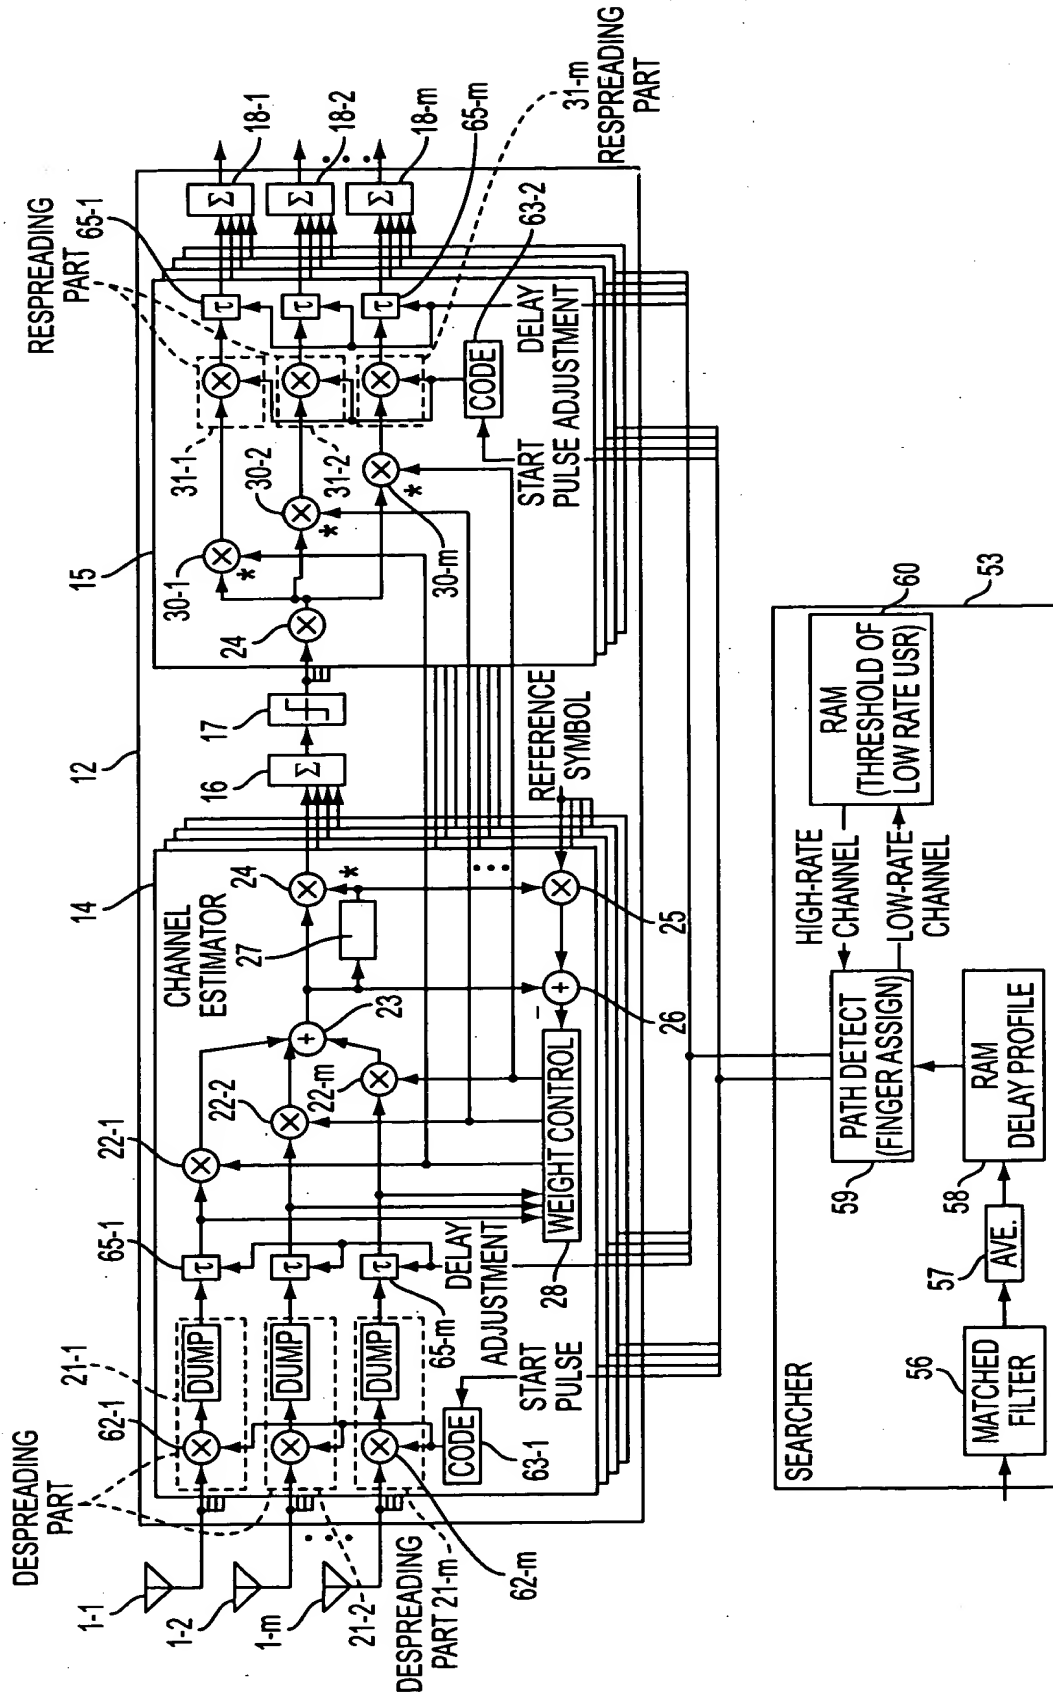 DESPREADING
PART
62-1
21-1
DUMP
65-1
τ
22-1
14
CHANNEL
ESTIMATOR
24
*
27
23
22-2
22-m
1-1
1-2
1-m
21-2
DESPREADING
PART 21-m
62-m
DUMP
DUMP
τ
τ
65-m
CODE
63-1
START
PULSE
DELAY
ADJUSTMENT
28
WEIGHT CONTROL
26
25
REFERENCE
SYMBOL
12
16
Σ
17
15
24
30-1
*
30-2
*
30-m
*
31-1
31-2
RESPREADING
PART
65-1
τ
τ
τ
Σ
18-1
Σ
18-2
Σ
18-m
65-m
31-m
RESPREADING
PART
63-2
CODE
START
PULSE
DELAY
ADJUSTMENT
SEARCHER
53
56
MATCHED
FILTER
57
AVE.
58
RAM
DELAY PROFILE
59
PATH DETECT
(FINGER ASSIGN)
HIGH-RATE
CHANNEL
LOW-RATE
CHANNEL
60
RAM
(THRESHOLD OF
LOW RATE USR)